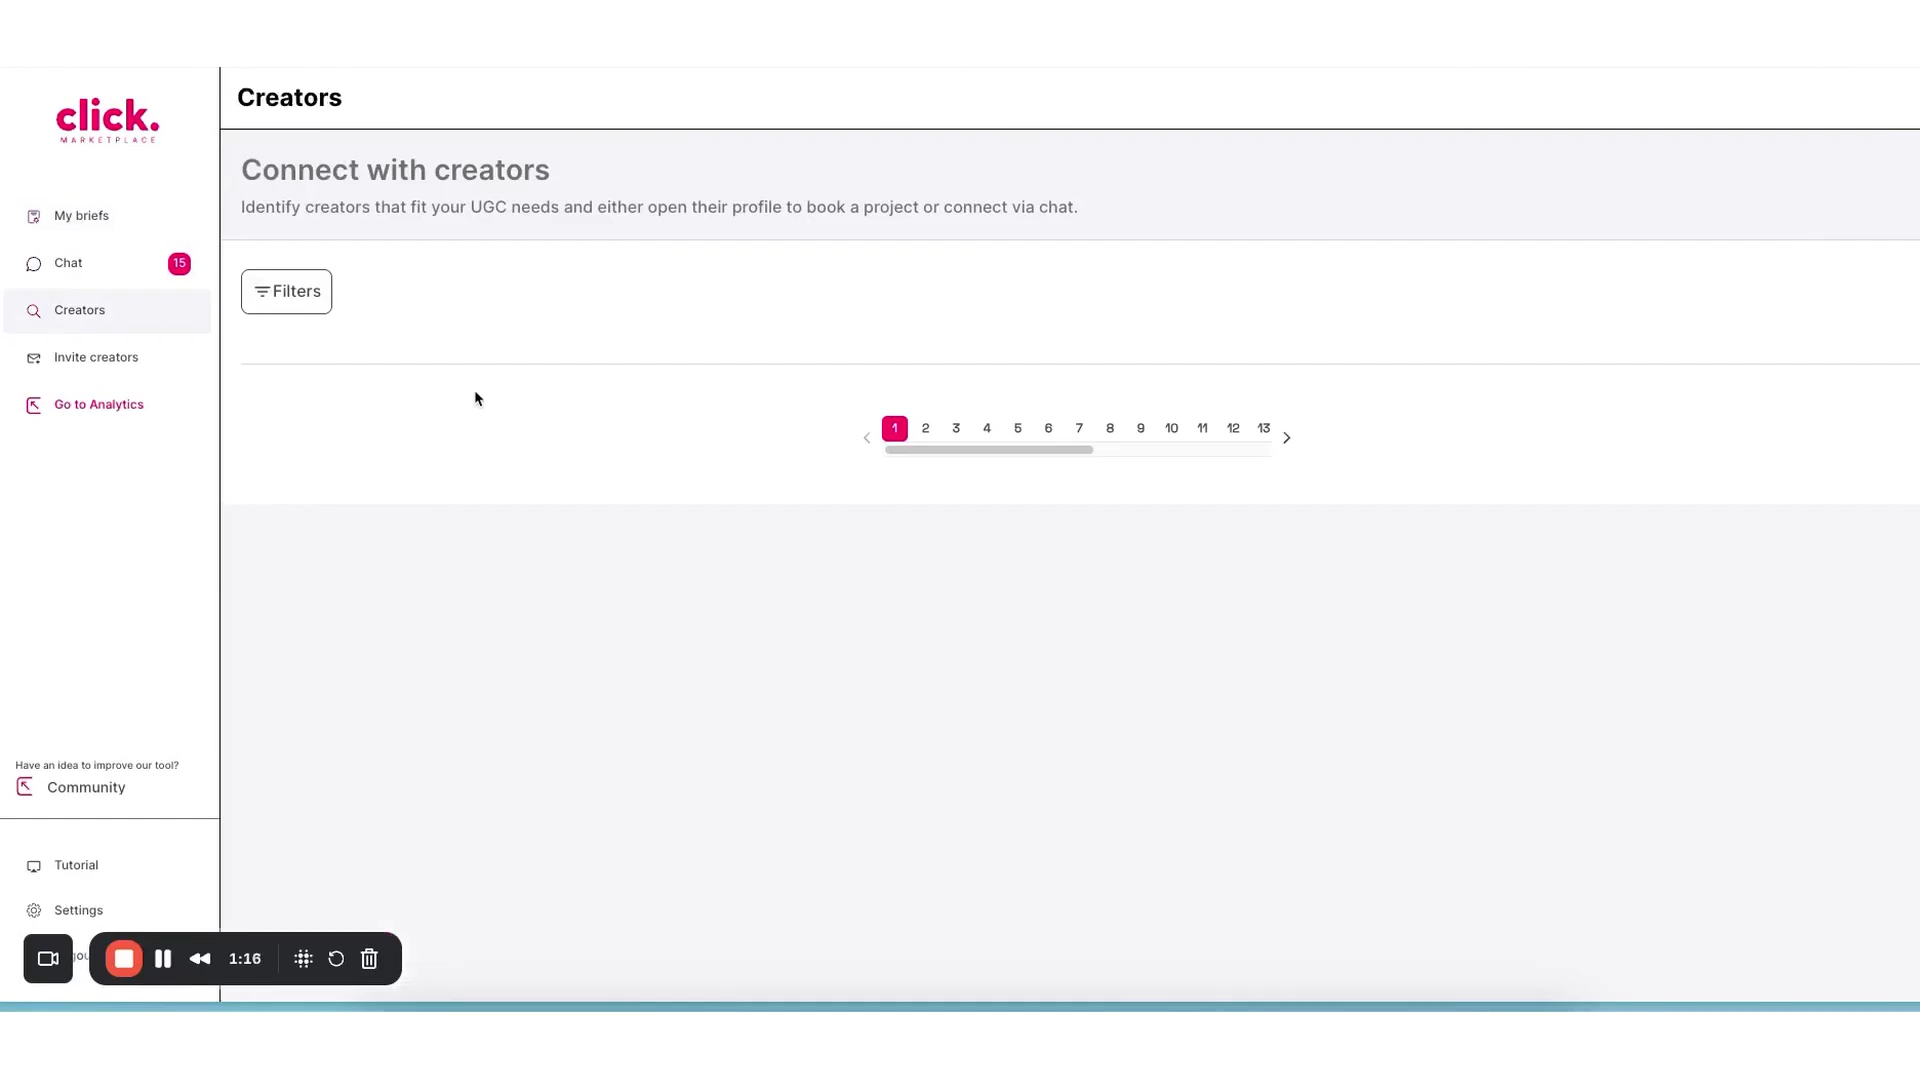 click.
MARKETPLACE
My briefs
Chat
15
Creators
Invite creators
Go to Analytics
Have an idea to improve our tool?
Community
Tutorial
Settings
1:16
Creators
Connect with creators
Identify creators that fit your UGC needs and either open their profile to book a project or connect via chat.
Filters
1 2 3 4 5 6 7 8 9 10 11 12 13